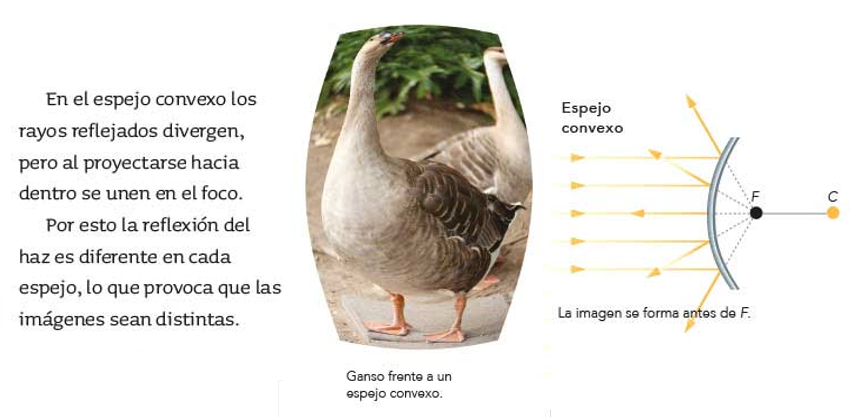 En el espejo convexo los
rayos reflejados divergen,
pero al proyectarse hacia
dentro se unen en el foco.
Por esto la reflexión del
haz es diferente en cada
espejo, lo que provoca que las
imágenes sean distintas.
Ganso frente a un
espejo convexo.
Espejo
convexo
F
C
La imagen se forma antes de F.